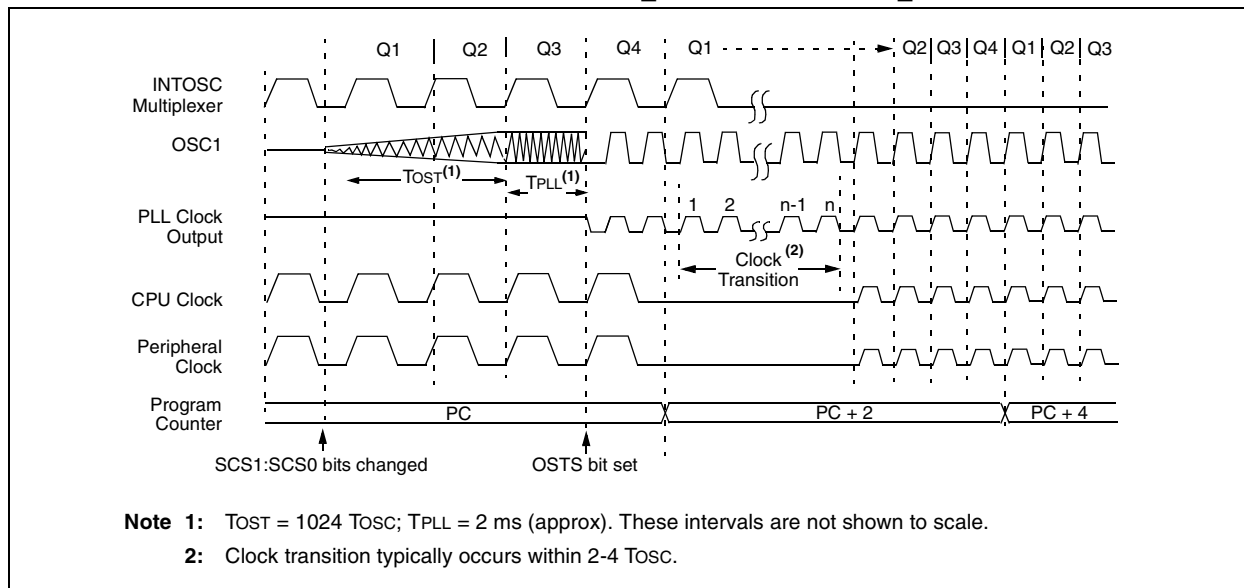 Q1 Q2 Q3 Q4 Q1 Q2 Q3 Q4 Q1 Q2 Q3
INTOSC
Multiplexer
OSC1
TOST(1) TPLL(1)
1 2 n-1 n
PLL Clock
Output
Clock (2)
Transition
CPU Clock
Peripheral
Clock
Program
Counter
PC PC + 2 PC + 4
SCS1:SCS0 bits changed OSTS bit set
Note 1: TOST = 1024 TOSC; TPLL = 2 ms (approx). These intervals are not shown to scale.
2: Clock transition typically occurs within 2-4 TOSC.